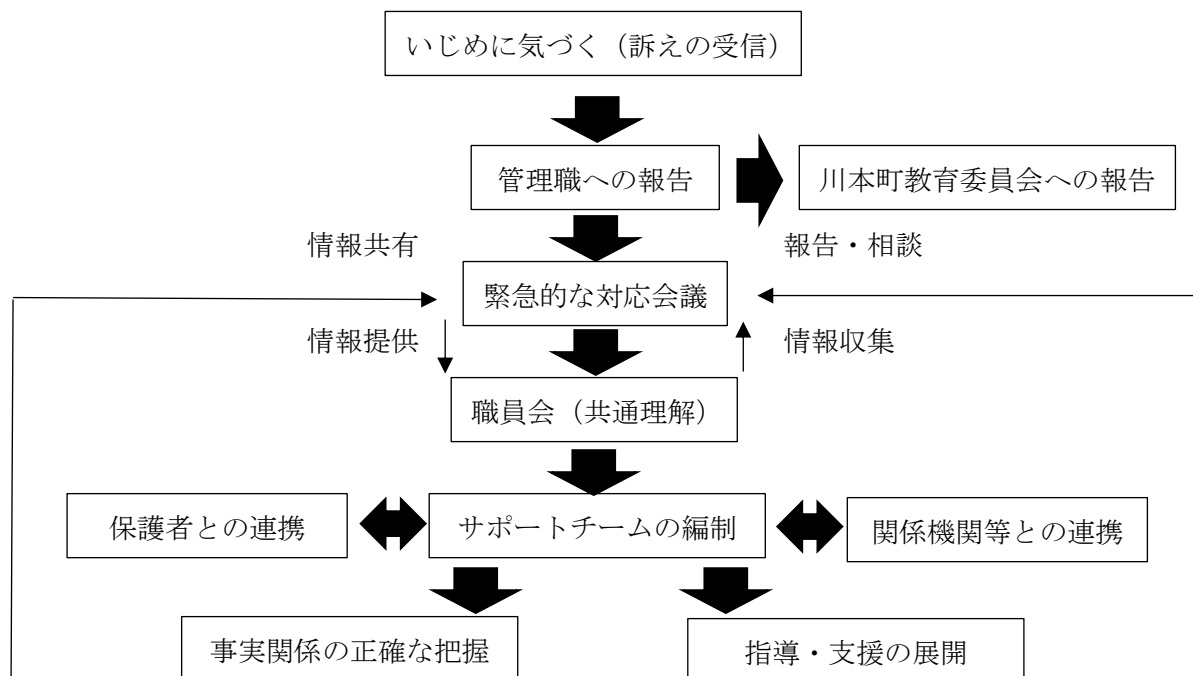 いじめに気づく（訴えの受信）
管理職への報告
川本町教育委員会への報告
情報共有
報告・相談
緊急的な対応会議
情報提供
情報収集
職員会（共通理解）
保護者との連携
サポートチームの編制
関係機関等との連携
事実関係の正確な把握
指導・支援の展開